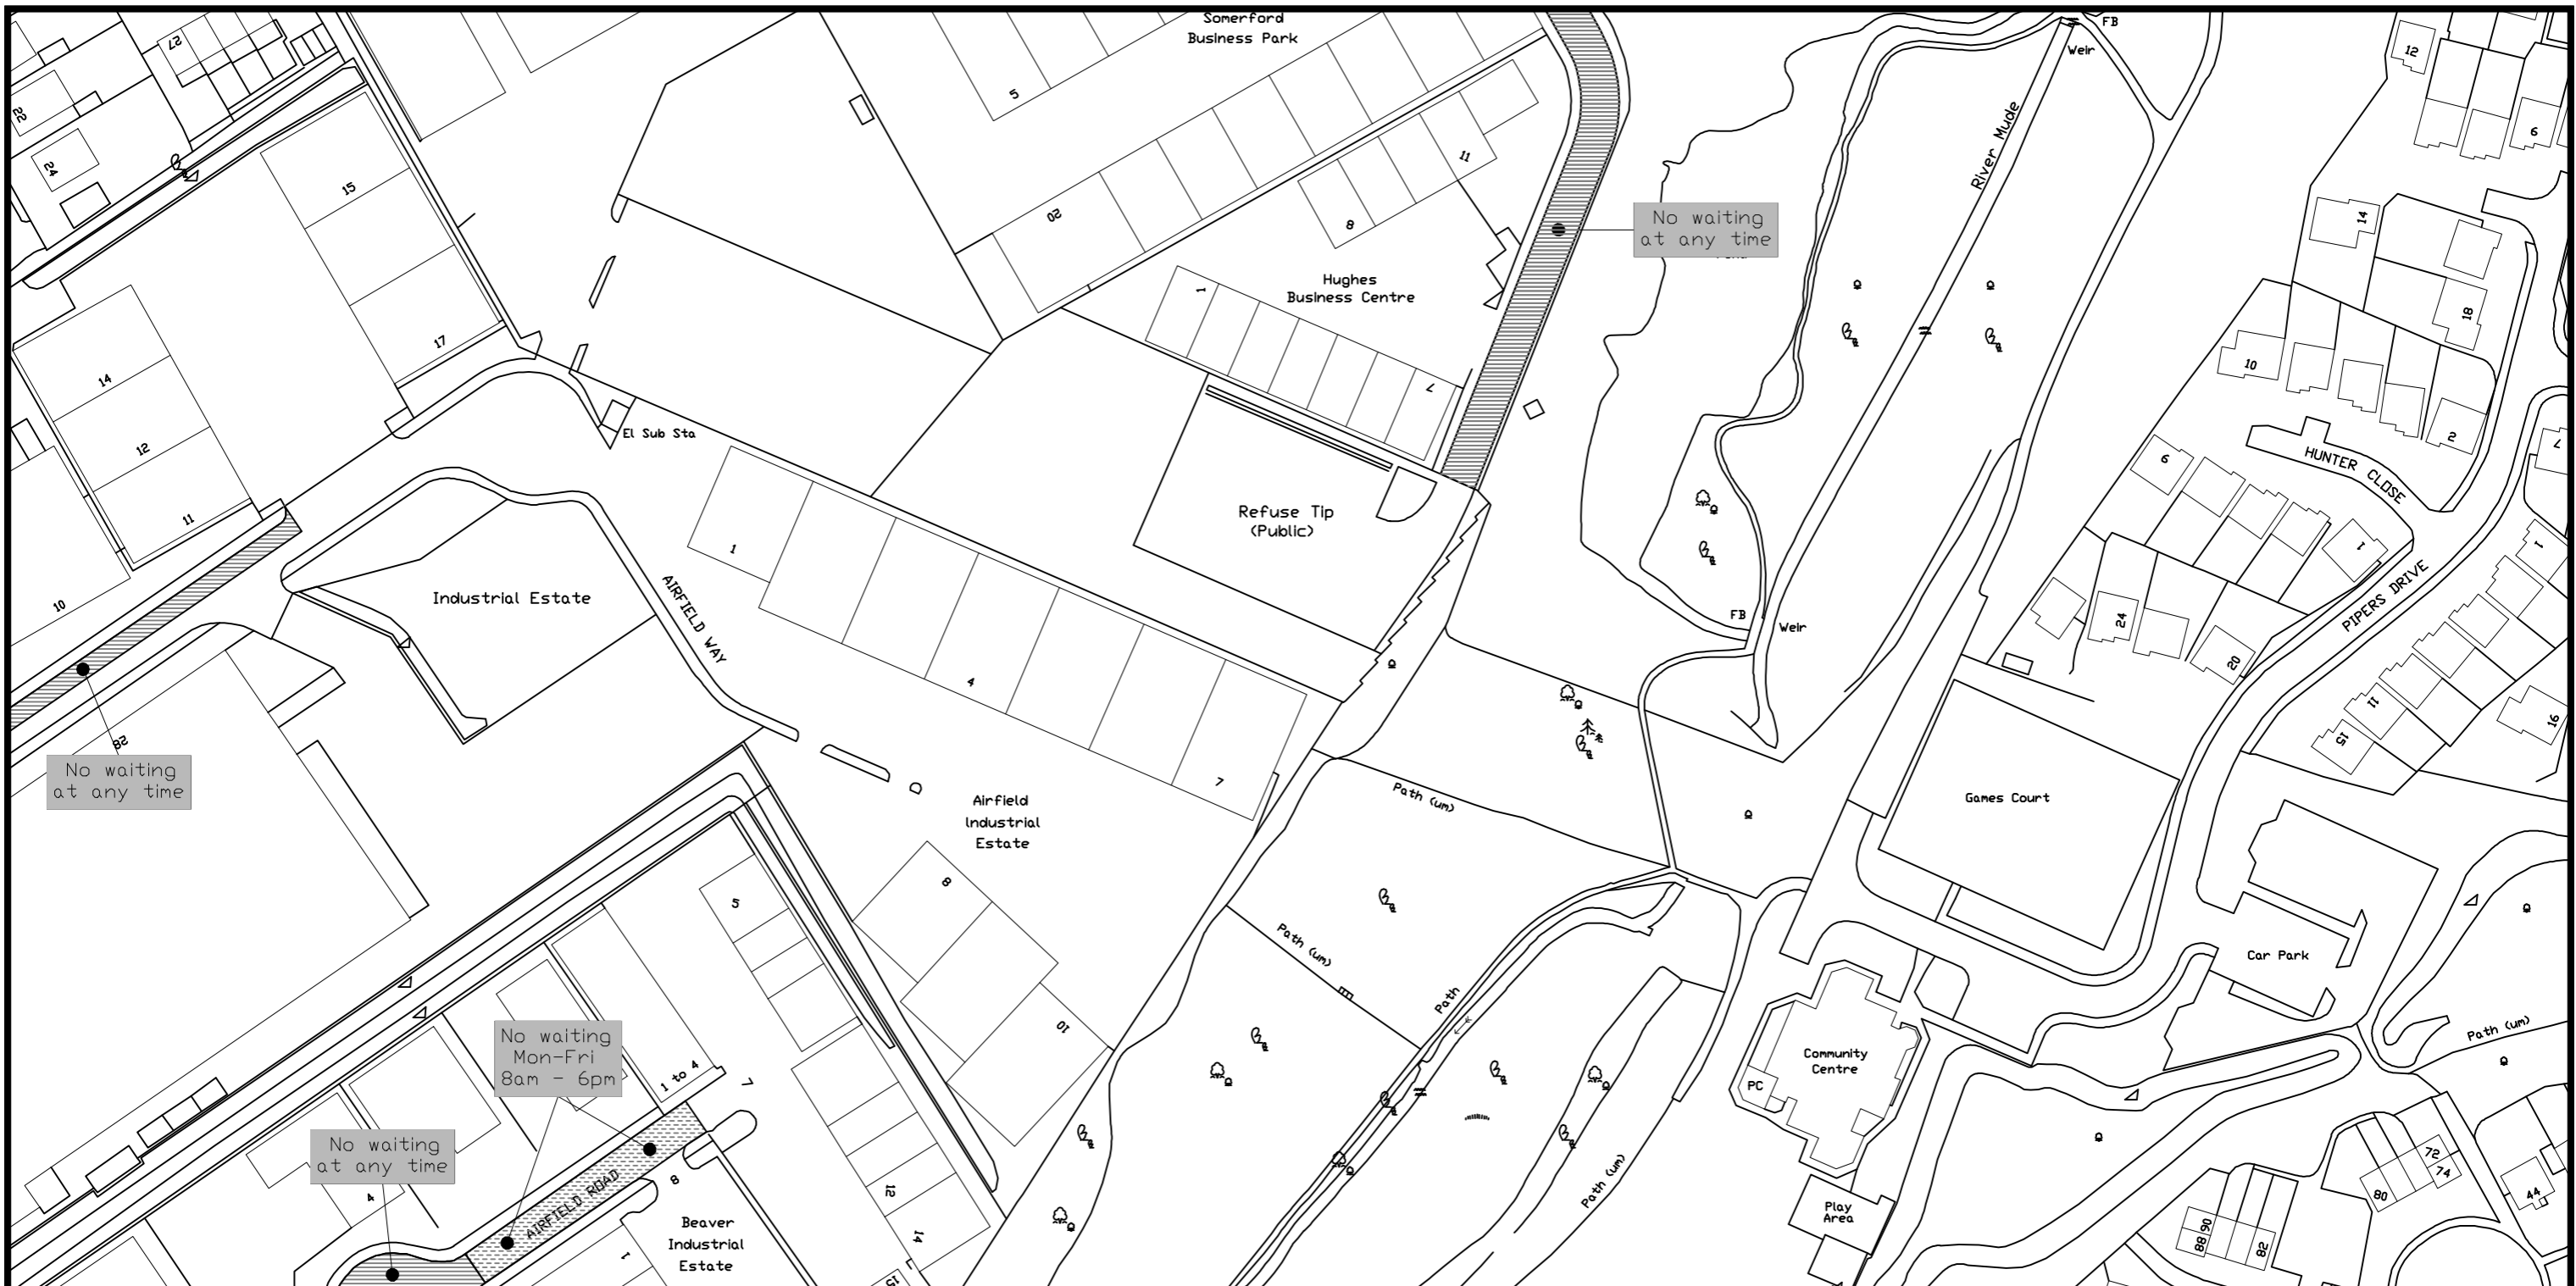 Somerford
Business Park
FB
Weir
12
27
22
24
5
6
11
15
River Mude
20
8
14
No waiting
at any time
Hughes
Business Centre
1
18
17
10
14
7
2
7
El Sub Sta
12
HUNTER CLOSE
6
11
Refuse Tip
(Public)
1
1
1
AIRFIELD WAY
Industrial Estate
10
PIPERS DRIVE
FB
Weir
24
20
4
11
16
15
28
No waiting
at any time
7
Path (um)
Games Court
Airfield
Industrial
Estate
8
5
Path (um)
Car Park
Path
10
Path (um)
No waiting
Mon-Fri
8am - 6pm
1 to 4
7
Community
Centre
PC
No waiting
at any time
72
74
80
44
4
AIRFIELD ROAD
8
12
Path (um)
Play
Area
Beaver
Industrial
Estate
1
14
15
90
88
82